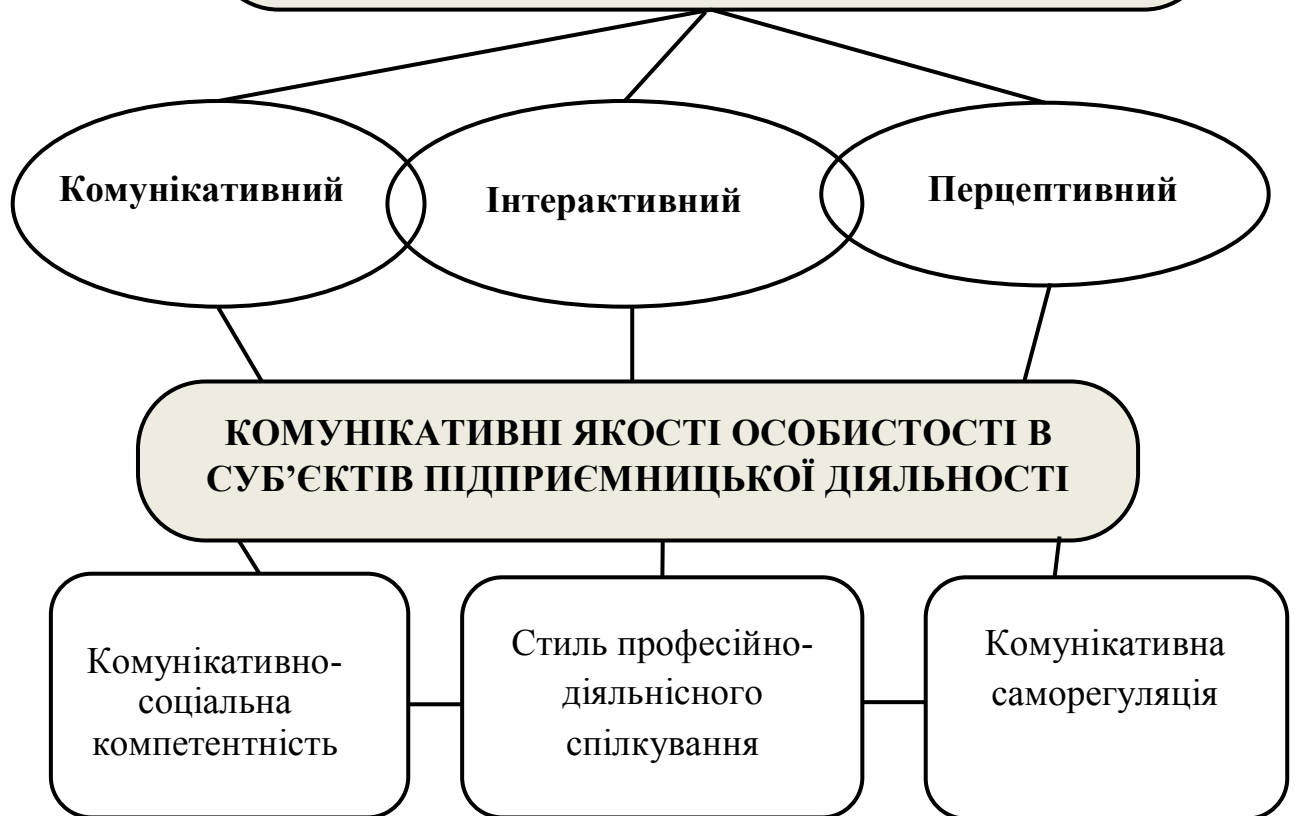 Комунікативний
Інтерактивний
Перцептивний
КОМУНІКАТИВНІ ЯКОСТІ ОСОБИСТОСТІ В
СУБ’ЄКТІВ ПІДПРИЄМНИЦЬКОЇ ДІЯЛЬНОСТІ
Комунікативно-
соціальна
компетентність
Стиль професійно-
діяльнісного
спілкування
Комунікативна
саморегуляція